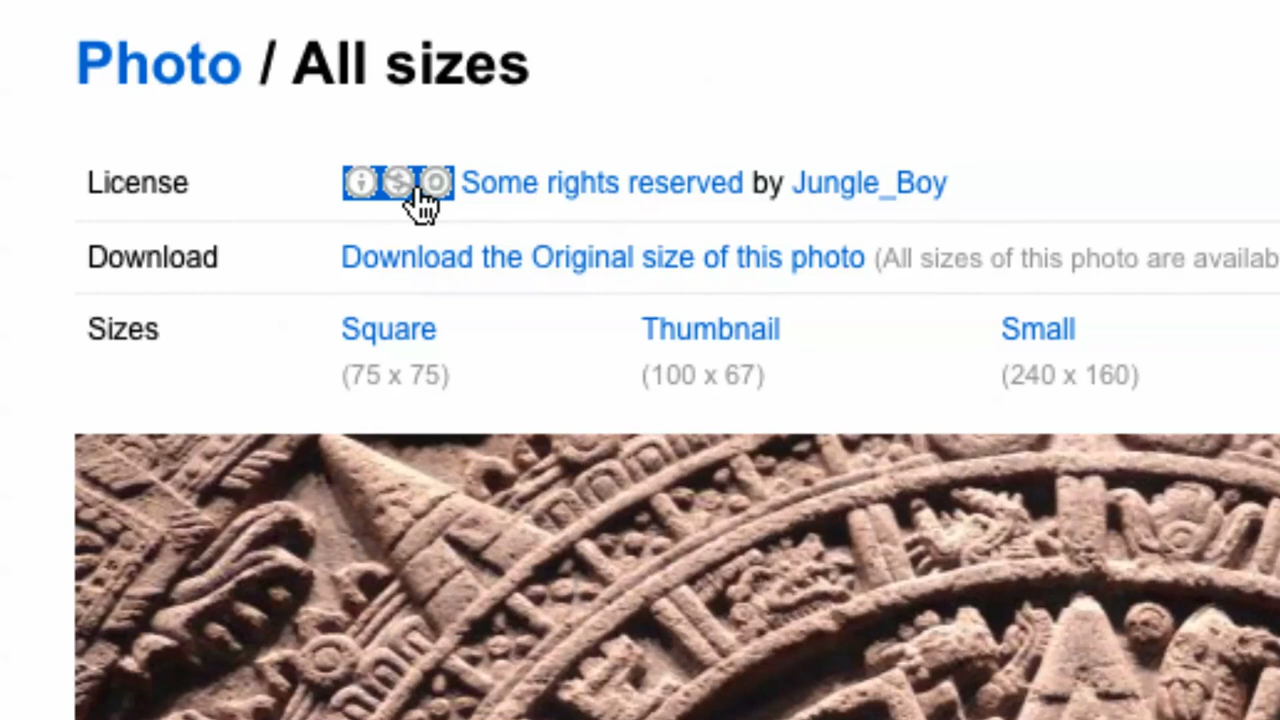 Photo / All sizes
License Some rights reserved by Jungle_Boy
Download Download the Original size of this photo (All sizes of this photo are availab
Sizes Square Thumbnail Small
(75 x 75) (100 x 67) (240 x 160)